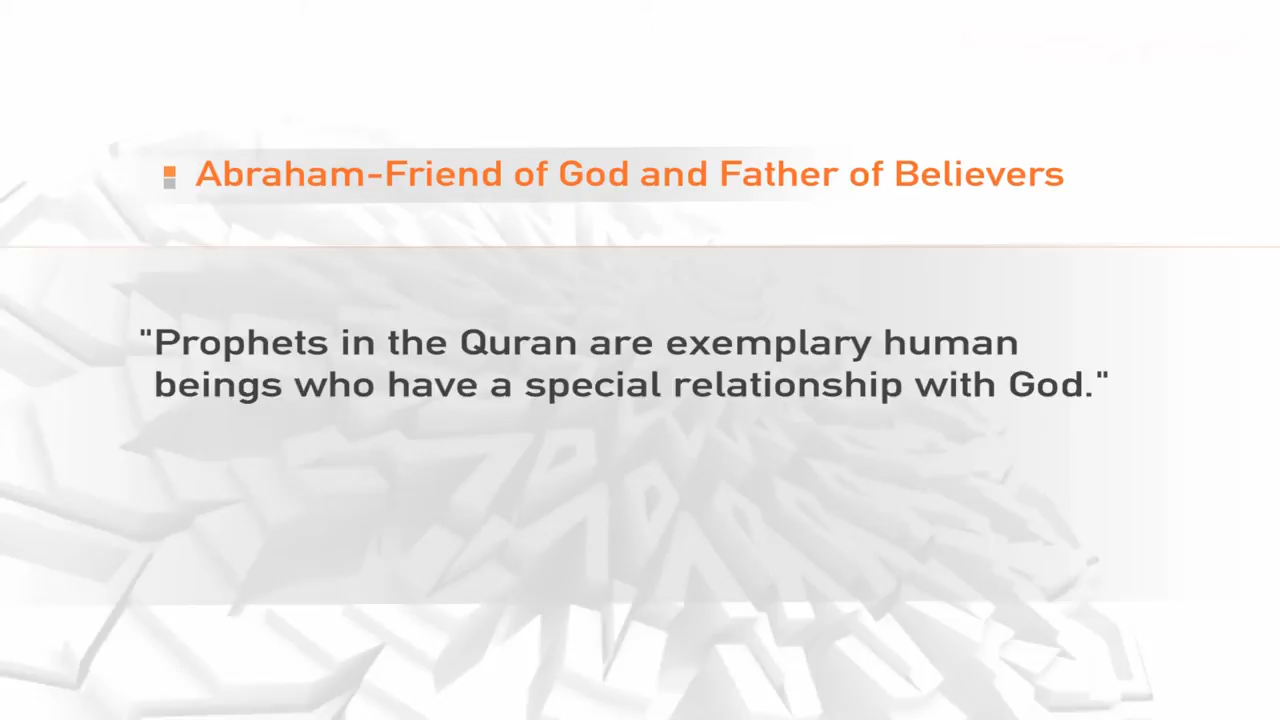 Abraham-Friend of God and Father of Believers
"Prophets in the Quran are exemplary human
beings who have a special relationship with God."